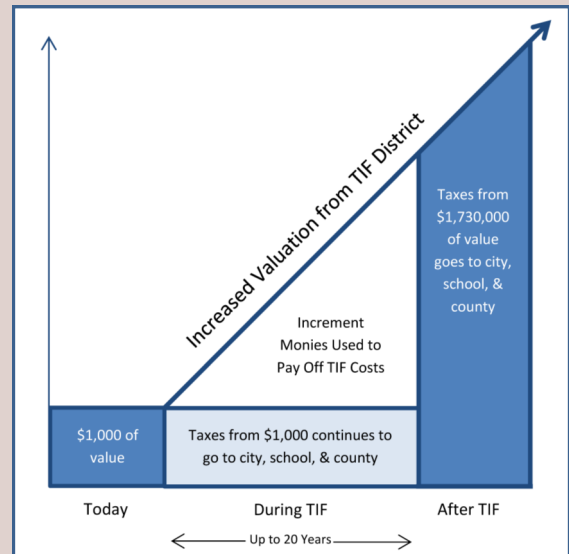 Increased Valuation from TIF District
Taxes from
$1,730,000
of value
goes to city,
school, &
county
Increment
Monies Used to
Pay Off TIF Costs
$1,000 of
value
Taxes from $1,000 continues to
go to city, school, & county
Today
During TIF
After TIF
Up to 20 Years